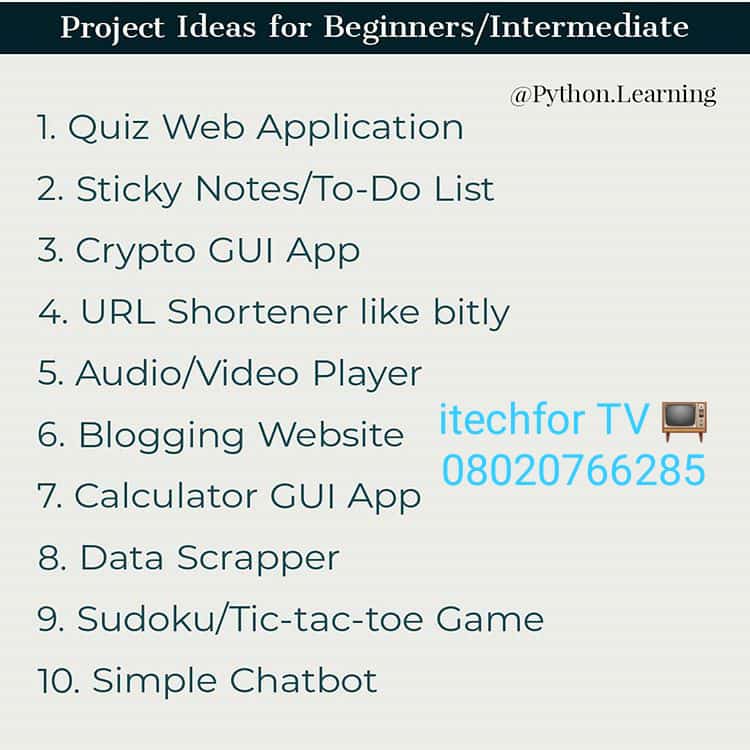 Project Ideas for Beginners/Intermediate
@Python.Learning
1. Quiz Web Application
2. Sticky Notes/To-Do List
3. Crypto GUI App
4. URL Shortener like bitly
5. Audio/Video Player
itechfor TV 📺
6. Blogging Website
08020766285
7. Calculator GUI App
8. Data Scrapper
9. Sudoku/Tic-tac-toe Game
10. Simple Chatbot